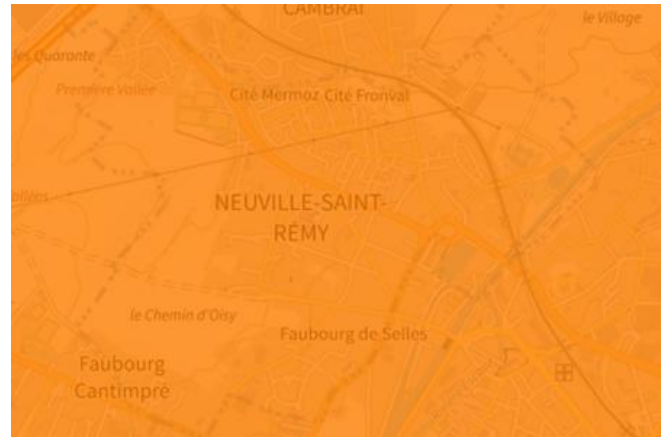 CAMBRAI
le Village
les Quarante
Première Vallée
Cité Mermoz Cité Fronval
NEUVILLE-SAINT-
RÉMY
le Chemin d'Oisy
Faubourg de Selles
Faubourg
Cantimpré